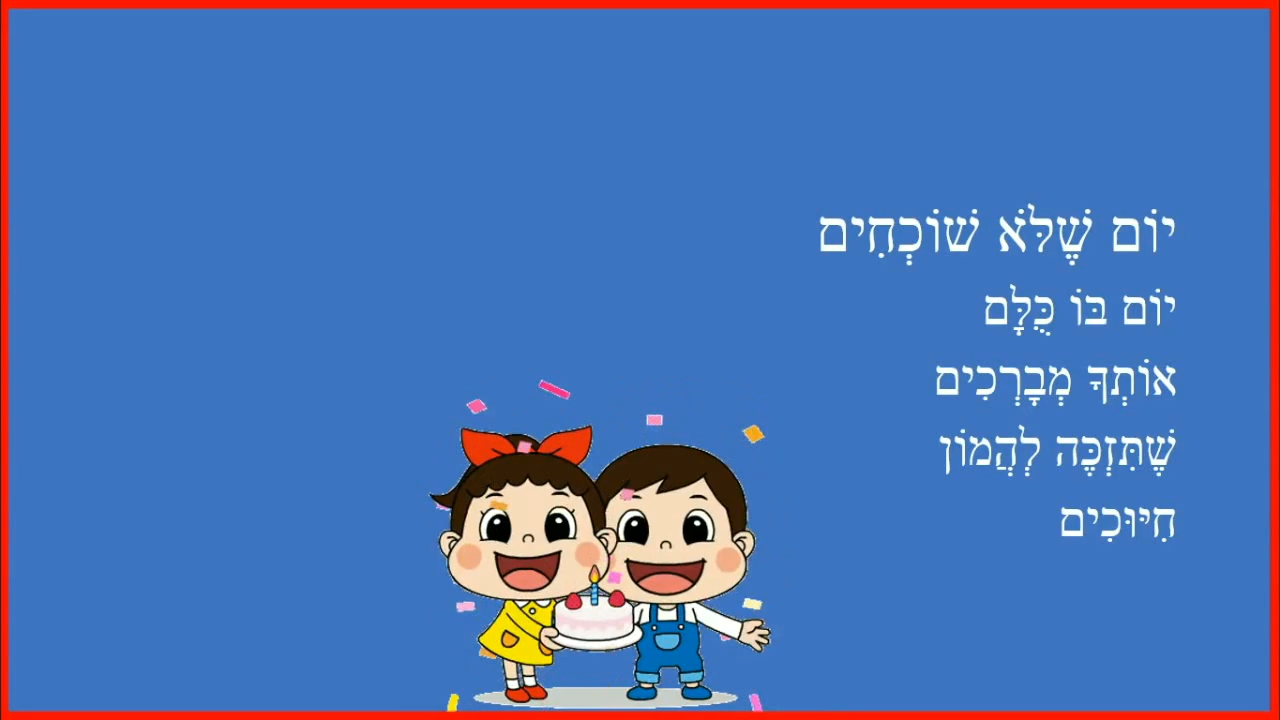 יוֹם שֶׁלֹּא שׁוֹכְחִים
יוֹם בּוֹ כֻּלָּם
אוֹתְךָ מְבָרְכִים
שֶׁתִּזְכֶּה לְהֲמוֹן
חִיּוּכִים